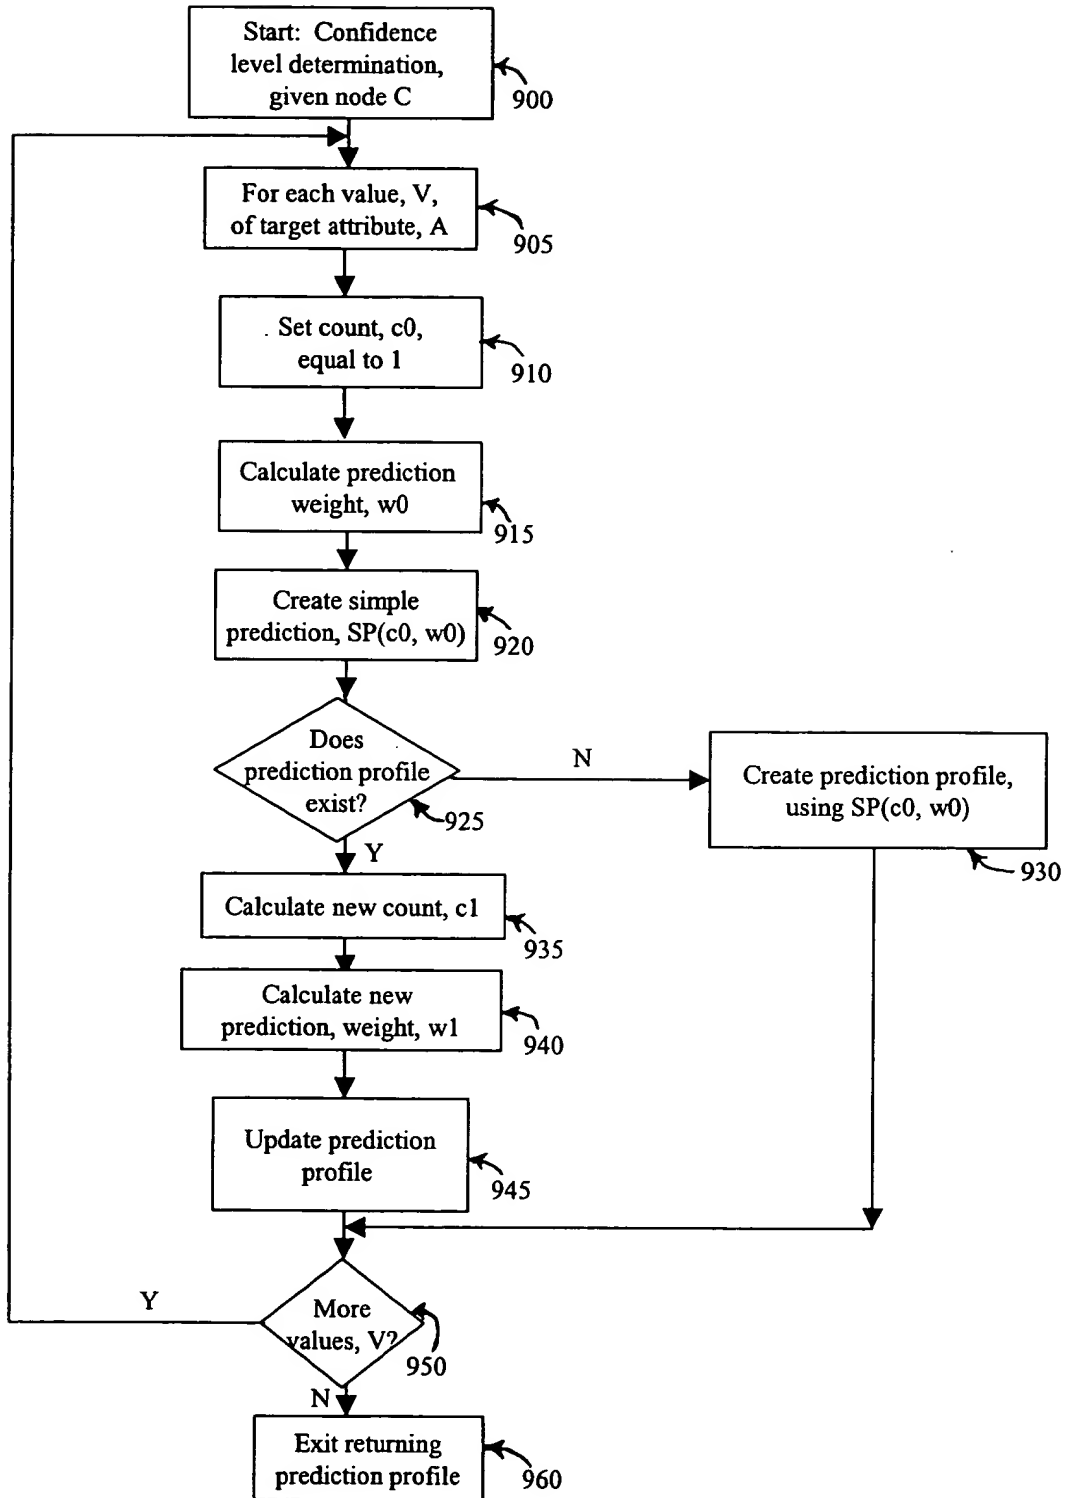 Start: Confidence
level determination,
given node C
900
For each value, V,
of target attribute, A
905
Set count, c0,
equal to 1
910
Calculate prediction
weight, w0
915
Create simple
prediction, SP(c0, w0)
920
Does
prediction profile
exist?
925
N
Create prediction profile,
using SP(c0, w0)
930
Y
Calculate new count, c1
935
Calculate new
prediction, weight, w1
940
Update prediction
profile
945
Y
More
values, V?
950
N
Exit returning
prediction profile
960